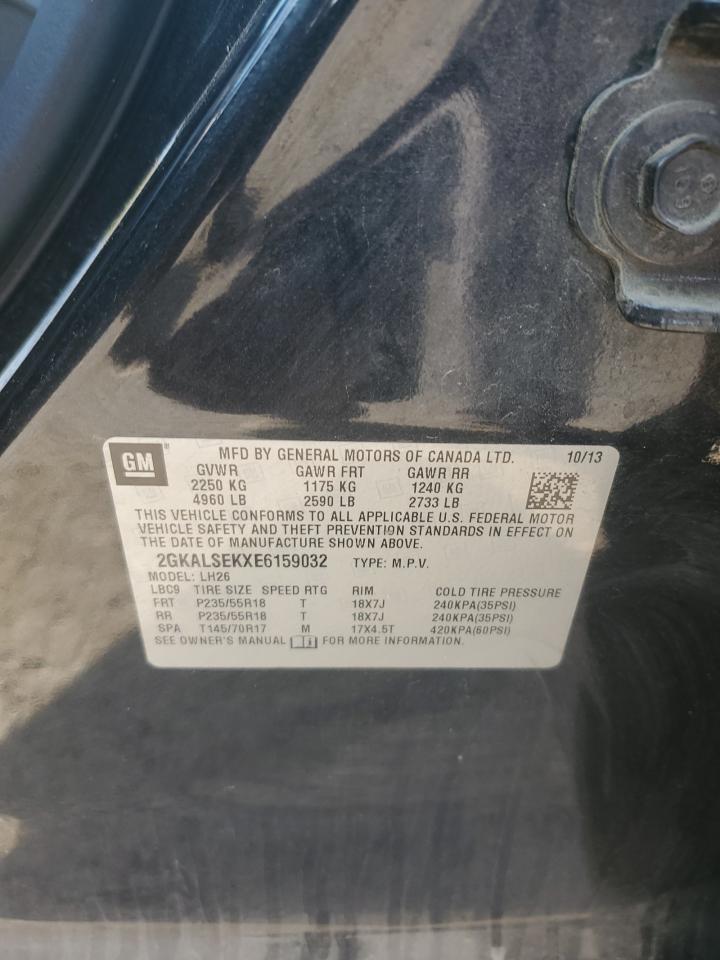 GM
MFD BY GENERAL MOTORS OF CANADA LTD. 10/13
GVWR GAWR FRT GAWR RR
2250 KG 1175 KG 1240 KG
4960 LB 2590 LB 2733 LB
THIS VEHICLE CONFORMS TO ALL APPLICABLE U.S. FEDERAL MOTOR
VEHICLE SAFETY AND THEFT PREVENTION STANDARDS IN EFFECT ON
THE DATE OF MANUFACTURE SHOWN ABOVE.
2GKALSEKXE6159032 TYPE: M.P.V.
MODEL: LH26
LBC9 TIRE SIZE SPEED RTG RIM COLD TIRE PRESSURE
FRT P235/55R18 T 18X7J 240KPA(35PSI)
RR P235/55R18 T 18X7J 240KPA(35PSI)
SPA T145/70R17 M 17X4.5T 420KPA(60PSI)
SEE OWNER'S MANUAL FOR MORE INFORMATION.